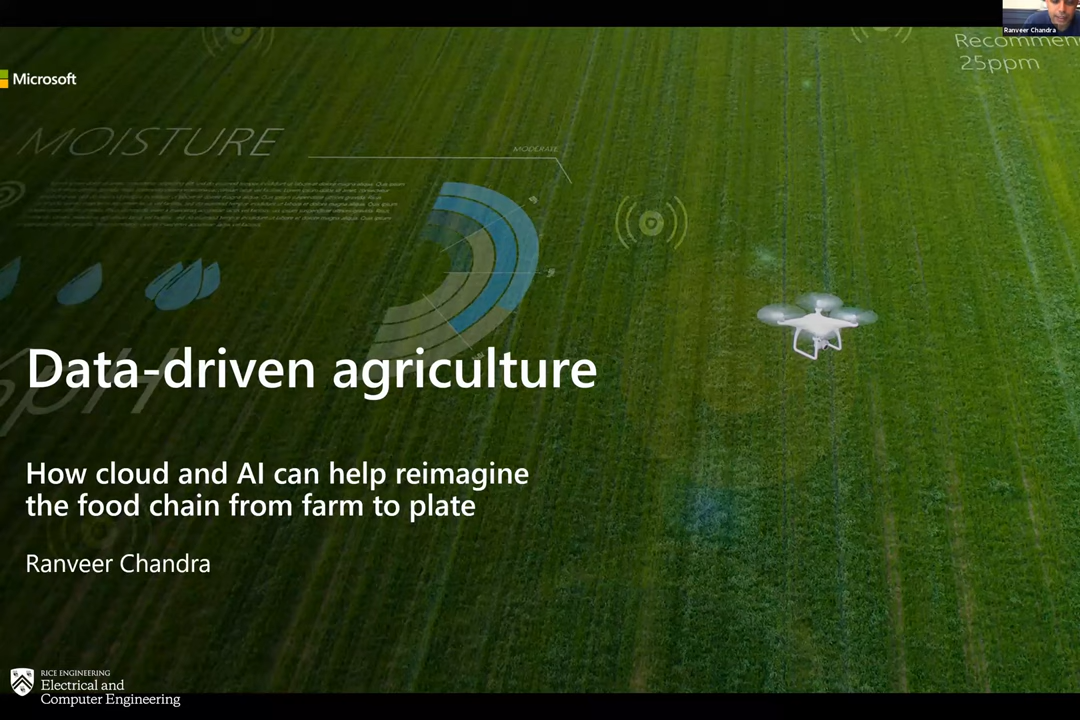 Ranveer Chandra
Recommen
25ppm
Microsoft
MOISTURE
MODERATE
pH
Data-driven agriculture
How cloud and AI can help reimagine
the food chain from farm to plate
Ranveer Chandra
RICE ENGINEERING
Electrical and
Computer Engineering